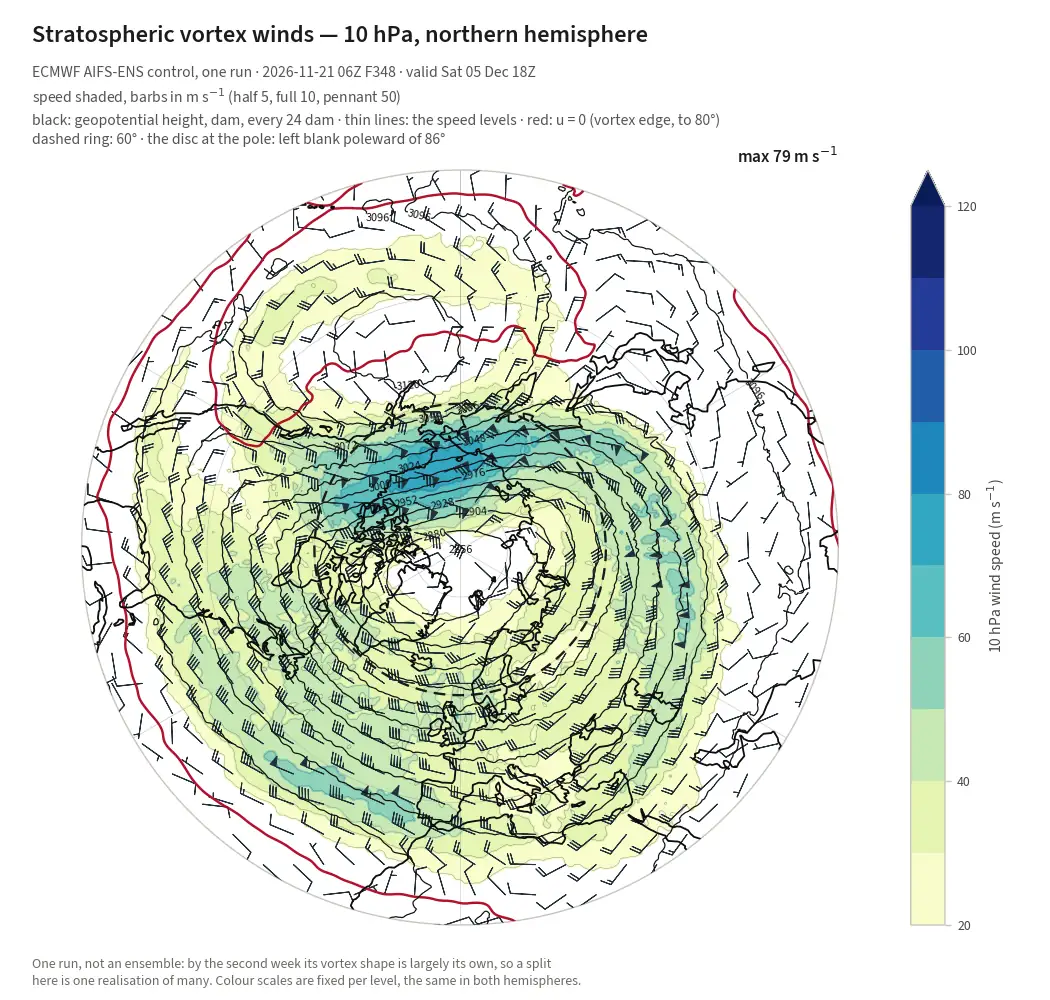 Stratospheric vortex winds — 10 hPa, northern hemisphere
ECMWF AIFS-ENS control, one run · 2026-11-21 06Z F348 · valid Sat 05 Dec 18Z
speed shaded, barbs in m s⁻¹ (half 5, full 10, pennant 50)
black: geopotential height, dam, every 24 dam · thin lines: the speed levels · red: u = 0 (vortex edge, to 80°)
dashed ring: 60° · the disc at the pole: left blank poleward of 86°
max 79 m s⁻¹
3096
3120
3048
3024
2976
2952
2928
2904
2880
2856
120
100
80
60
40
20
10 hPa wind speed (m s⁻¹)
One run, not an ensemble: by the second week its vortex shape is largely its own, so a split
here is one realisation of many. Colour scales are fixed per level, the same in both hemispheres.